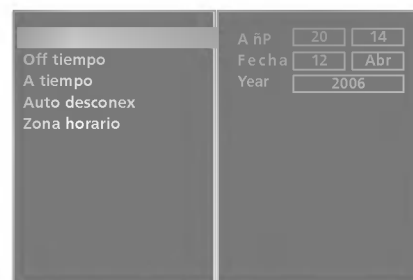 Off tiempo
A tiempo
Auto desconex
Zona horario
A ñP 20 14
Fecha 12 Abr
Year 2006